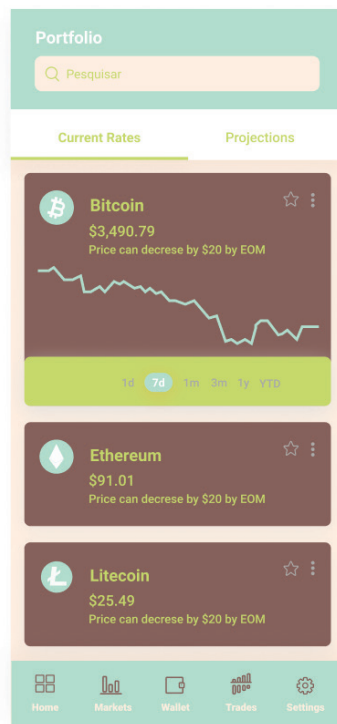 Portfolio
Pesquisar
Current Rates Projections
Bitcoin
$3,490.79
Price can decrese by $20 by EOM
1d 7d 1m 3m 1y YTD
Ethereum
$91.01
Price can decrese by $20 by EOM
Litecoin
$25.49
Price can decrese by $20 by EOM
Home Markets Wallet Trades Settings